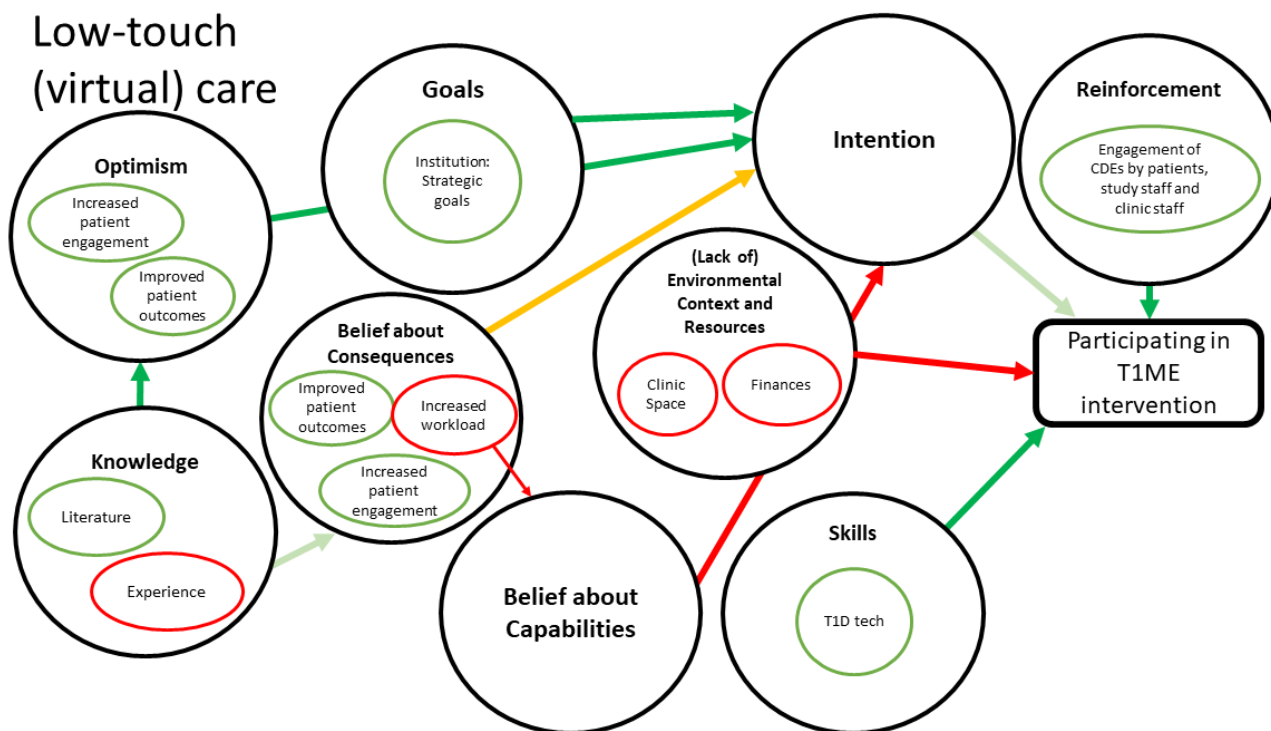 Low-touch
(virtual) care
Optimism
Increased
patient
engagement
Improved
patient
outcomes
Goals
Institution:
Strategic
goals
Intention
Reinforcement
Engagement of
CDEs by patients,
study staff and
clinic staff
Belief about
Consequences
Improved
patient
outcomes
Increased
workload
Increased
patient
engagement
(Lack of)
Environmental
Context and
Resources
Clinic
Space
Finances
Participating in
T1ME
intervention
Knowledge
Literature
Experience
Belief about
Capabilities
Skills
T1D tech